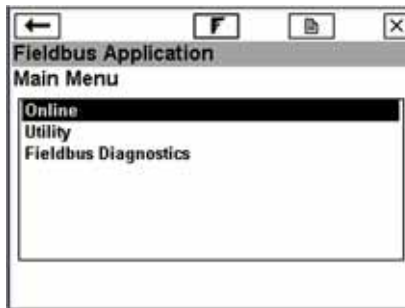 F
Fieldbus Application
Main Menu
Online
Utility
Fieldbus Diagnostics